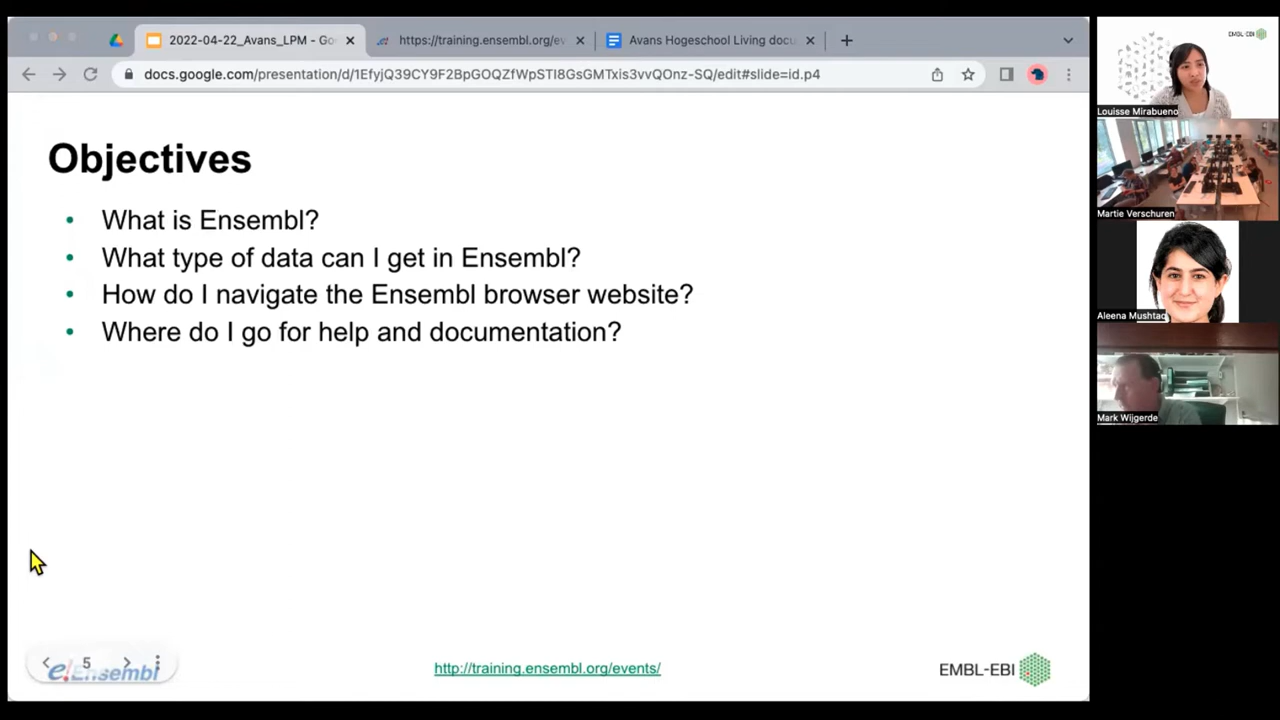 2022-04-22_Avans_LPM - Go
https://training.ensembl.org/ev
Avans Hogeschool Living docu
docs.google.com/presentation/d/1EfyjQ39CY9F2BpGOQZfWpSTI8GsGMTxis3vvQOnz-SQ/edit#slide=id.p4
Objectives
• What is Ensembl?
• What type of data can I get in Ensembl?
• How do I navigate the Ensembl browser website?
• Where do I go for help and documentation?
5
e!Ensembl
http://training.ensembl.org/events/
EMBL-EBI
EMBL-EBI
Louisse Mirabueno
Martie Verschuren
Aleena Mushtaq
Mark Wijgerde